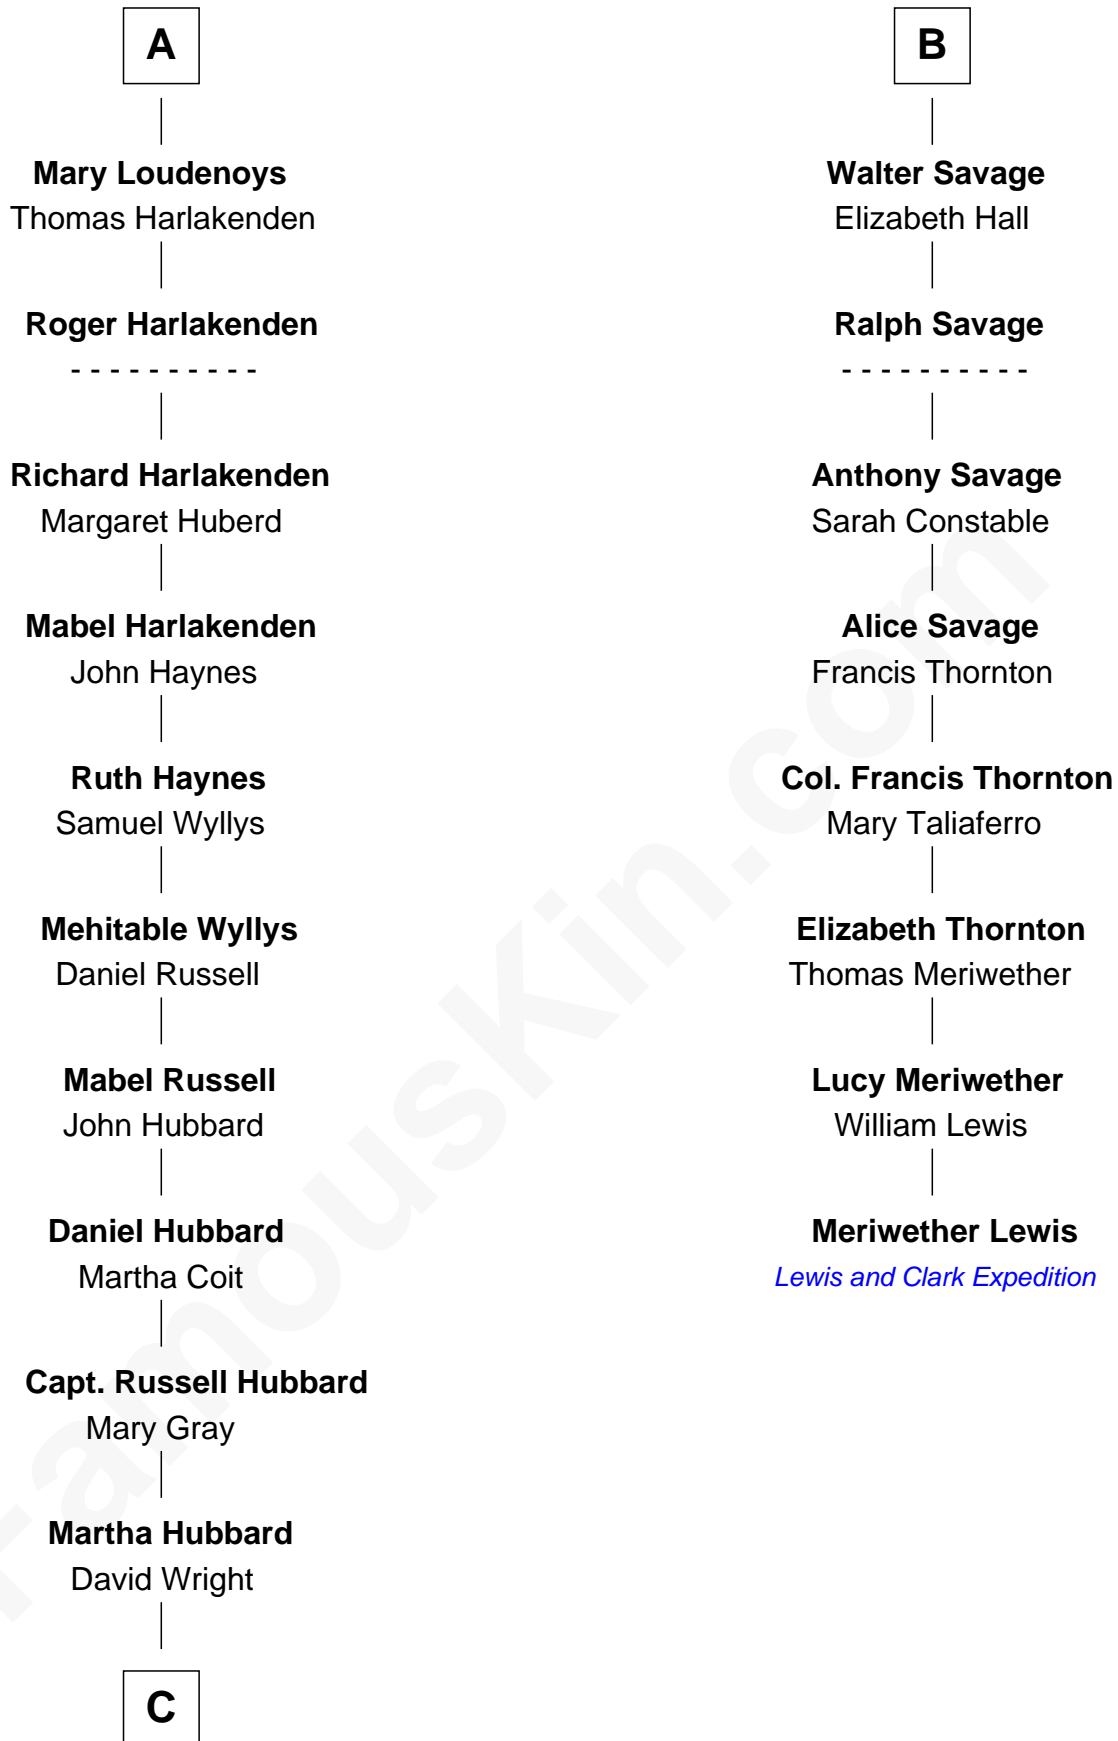 A
Mary Loudenoys
Thomas Harlakenden
Roger Harlakenden
- - - - - - - - - -
Richard Harlakenden
Margaret Huberd
Mabel Harlakenden
John Haynes
Ruth Haynes
Samuel Wyllys
Mehitable Wyllys
Daniel Russell
Mabel Russell
John Hubbard
Daniel Hubbard
Martha Coit
Capt. Russell Hubbard
Mary Gray
Martha Hubbard
David Wright
C
B
Walter Savage
Elizabeth Hall
Ralph Savage
- - - - - - - - - -
Anthony Savage
Sarah Constable
Alice Savage
Francis Thornton
Col. Francis Thornton
Mary Taliaferro
Elizabeth Thornton
Thomas Meriwether
Lucy Meriwether
William Lewis
Meriwether Lewis
Lewis and Clark Expedition
FamousKin.com